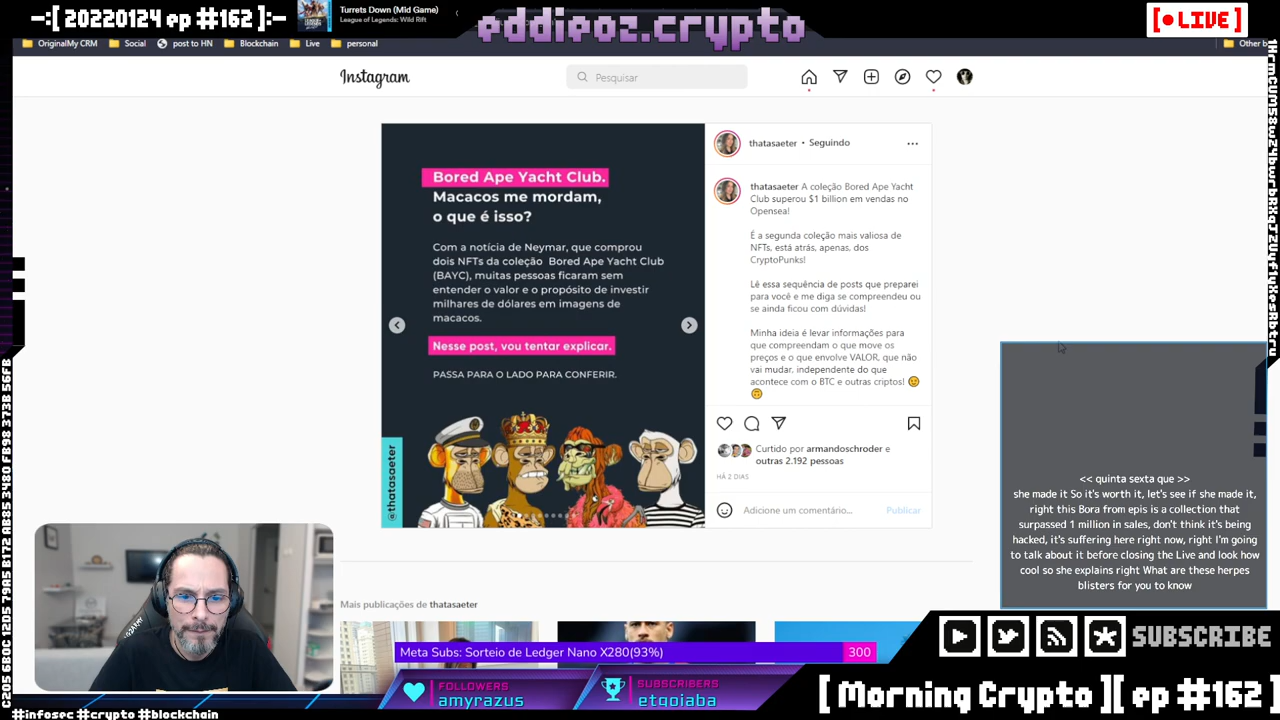 -:[ 20220124 ep #162 ]:-
Turrets Down (Mid Game)
League of Legends: Wild Rift
eddieoz.crypto
[● LIVE]
OriginalMy CRM
Social
post to HN
Blockchain
Live
personal
Other b
Instagram
Pesquisar
Bored Ape Yacht Club.
Macacos me mordam,
o que é isso?
Com a notícia de Neymar, que comprou
dois NFTs da coleção Bored Ape Yacht Club
(BAYC), muitas pessoas ficaram sem
entender o valor e o propósito de investir
milhares de dólares em imagens de
macacos.
Nesse post, vou tentar explicar.
PASSA PARA O LADO PARA CONFERIR.
@thatasaeter
thatasaeter • Seguindo
thatasaeter A coleção Bored Ape Yacht
Club superou $1 billion em vendas no
Opensea!
É a segunda coleção mais valiosa de
NFTs, está atrás, apenas, dos
CryptoPunks!
Lê essa sequência de posts que preparei
para você e me diga se compreendeu ou
se ainda ficou com dúvidas!
Minha ideia é levar informações para
que compreendam o que move os
preços e o que envolve VALOR, que não
vai mudar, independente do que
acontece com o BTC e outras criptos!
Curtido por armandoschroder e
outras 2.192 pessoas
HÁ 2 DIAS
Adicione um comentário...
Publicar
<< quinta sexta que >>
she made it So it's worth it, let's see if she made it,
right this Bora from epis is a collection that
surpassed 1 million in sales, don't think it's being
hacked, it's suffering here right now, right I'm going
to talk about it before closing the Live and look how
cool so she explains right What are these herpes
blisters for you to know
Mais publicações de thatasaeter
Meta Subs: Sorteio de Ledger Nano X280(93%)
300
FOLLOWERS
amyrazus
SUBSCRIBERS
etgoiaba
SUBSCRIBE
[ Morning Crypto ][ ep #162 ]
#infosec #crypto #blockchain